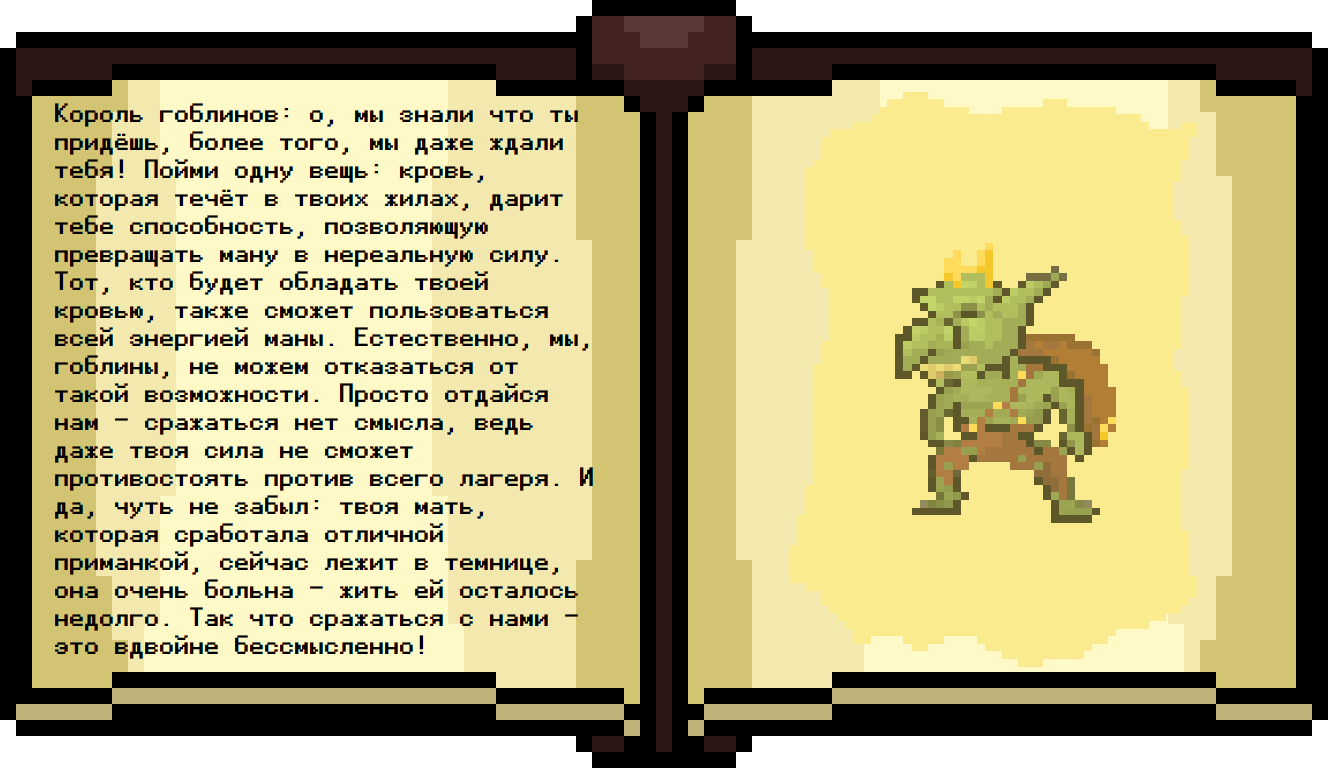 Король гоблинов: о, мы знали что ты
придёшь, более того, мы даже ждали
тебя! Пойми одну вещь: кровь,
которая течёт в твоих жилах, дарит
тебе способность, позволяющую
превращать ману в нереальную силу.
Тот, кто будет обладать твоей
кровью, также сможет пользоваться
всей энергией маны. Естественно, мы,
гоблины, не можем отказаться от
такой возможности. Просто отдайся
нам – сражаться нет смысла, ведь
даже твоя сила не сможет
противостоять против всего лагеря. И
да, чуть не забыл: твоя мать,
которая сработала отличной
приманкой, сейчас лежит в темнице,
она очень больна – жить ей осталось
недолго. Так что сражаться с нами –
это вдвойне бессмысленно!